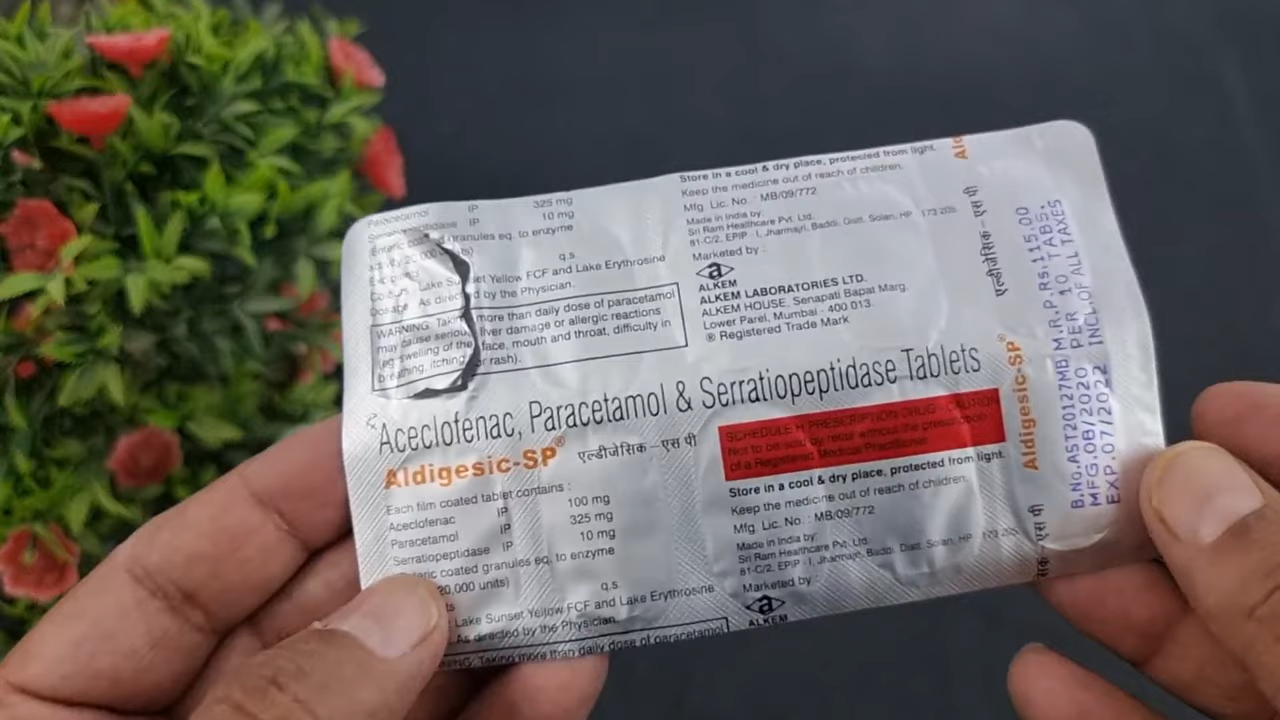 Paracetamol IP 325 mg
Serratiopeptidase IP 10 mg
Enteric granules eq. to enzyme
activity 20,000
q.s.
Lake Sunset Yellow FCF and Lake Erythrosine
Dosage As directed by the Physician.
WARNING: Taking more than daily dose of paracetamol
may cause serious liver damage or allergic reactions
(eg. swelling of the face, mouth and throat, difficulty in
breathing, itching or rash).
Store in a cool & dry place, protected from light.
Keep the medicine out of reach of children.
Mfg. Lic. No. : MB/09/772
Made in India by:
Sri Ram Healthcare Pvt. Ltd.
81-C/2, EPIP - I, Jharmajri, Baddi, Distt. Solan, HP
Marketed by :
ALKEM
ALKEM LABORATORIES LTD.
ALKEM HOUSE, Senapati Bapat Marg.
Lower Parel, Mumbai - 400 013.
® Registered Trade Mark
Rx
Aceclofenac, Paracetamol & Serratiopeptidase Tablets
Aldigesic-SP® एल्डीजेसिक – एस पी
Each film coated tablet contains :
Aceclofenac IP 100 mg
Paracetamol IP 325 mg
Serratiopeptidase IP 10 mg
coated granules eq. to enzyme
20,000 units)
q.s
: Lake Sunset Yellow FCF and Lake Erythrosine
: As directed by the Physician.
Taking more than daily dose of paracetamol
SCHEDULE H PRESCRIPTION DRUG - CAUTION
Not to be sold by retail without the prescription
of a Registered Medical Practitioner.
Store in a cool & dry place, protected from light.
Keep the medicine out of reach of children.
Mfg. Lic. No. : MB/09/772
Made in India by:
Sri Ram Healthcare Pvt. Ltd.
81-C/2, EPIP - I, Jharmajri, Baddi, Distt. Solan, HP
Marketed by :
ALKEM
एल्डीजेसिक – एस पी
Aldigesic-SP®
एस पी
B.No.AST20127MB M.R.P.Rs.115.00
MFG.08/2020 PER 10 TABS.
EXP.07/2022 INCL.OF ALL TAXES